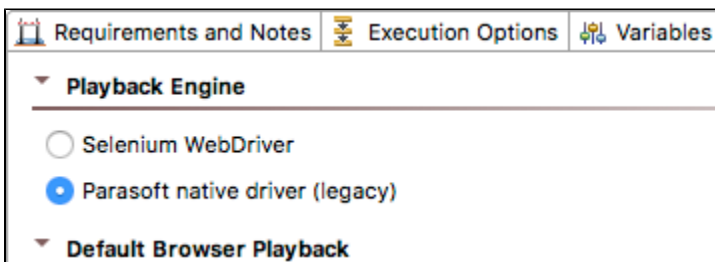 Requirements and Notes Execution Options Variables
Playback Engine
Selenium WebDriver
Parasoft native driver (legacy)
Default Browser Playback